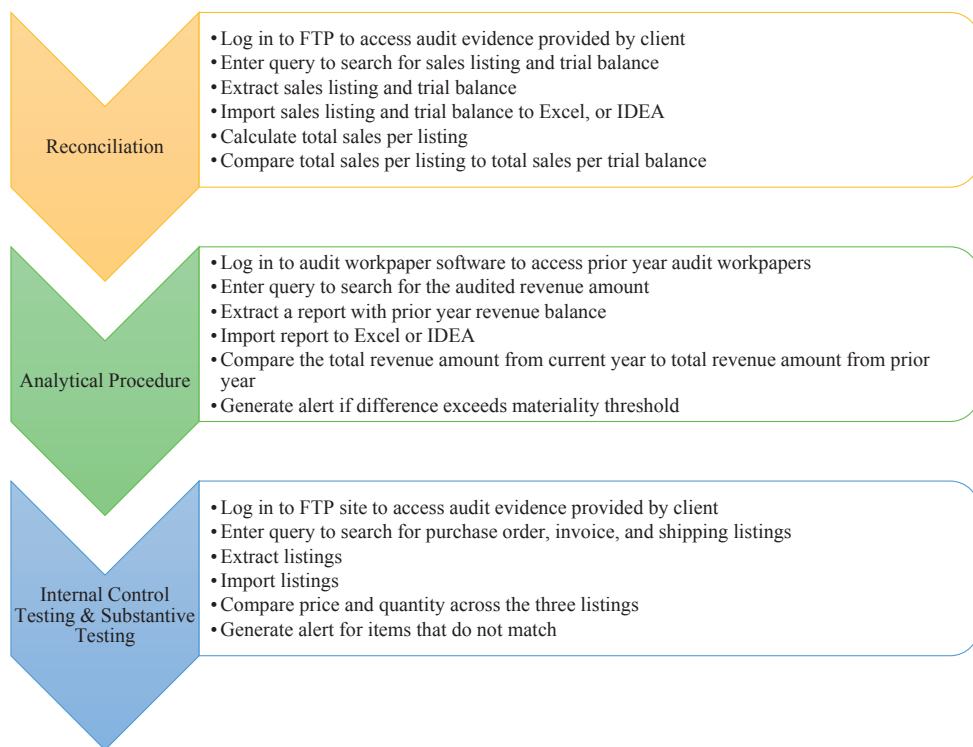 Reconciliation
• Log in to FTP to access audit evidence provided by client
• Enter query to search for sales listing and trial balance
• Extract sales listing and trial balance
• Import sales listing and trial balance to Excel, or IDEA
• Calculate total sales per listing
• Compare total sales per listing to total sales per trial balance
Analytical Procedure
• Log in to audit workpaper software to access prior year audit workpapers
• Enter query to search for the audited revenue amount
• Extract a report with prior year revenue balance
• Import report to Excel or IDEA
• Compare the total revenue amount from current year to total revenue amount from prior
year
• Generate alert if difference exceeds materiality threshold
Internal Control
Testing & Substantive
Testing
• Log in to FTP site to access audit evidence provided by client
• Enter query to search for purchase order, invoice, and shipping listings
• Extract listings
• Import listings
• Compare price and quantity across the three listings
• Generate alert for items that do not match